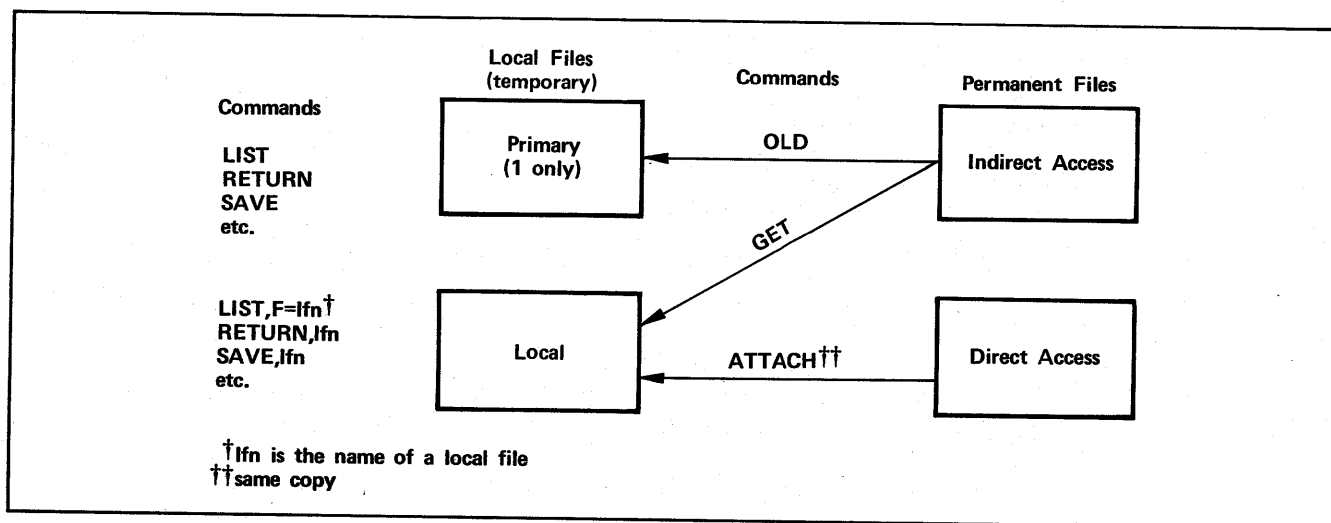 Local Files
(temporary)
Commands
Permanent Files
Commands
Primary
(1 only)
OLD
Indirect Access
LIST
RETURN
SAVE
etc.
GET
LIST,F=lfn†
RETURN,lfn
SAVE,lfn
etc.
Local
ATTACH††
Direct Access
†lfn is the name of a local file
††same copy